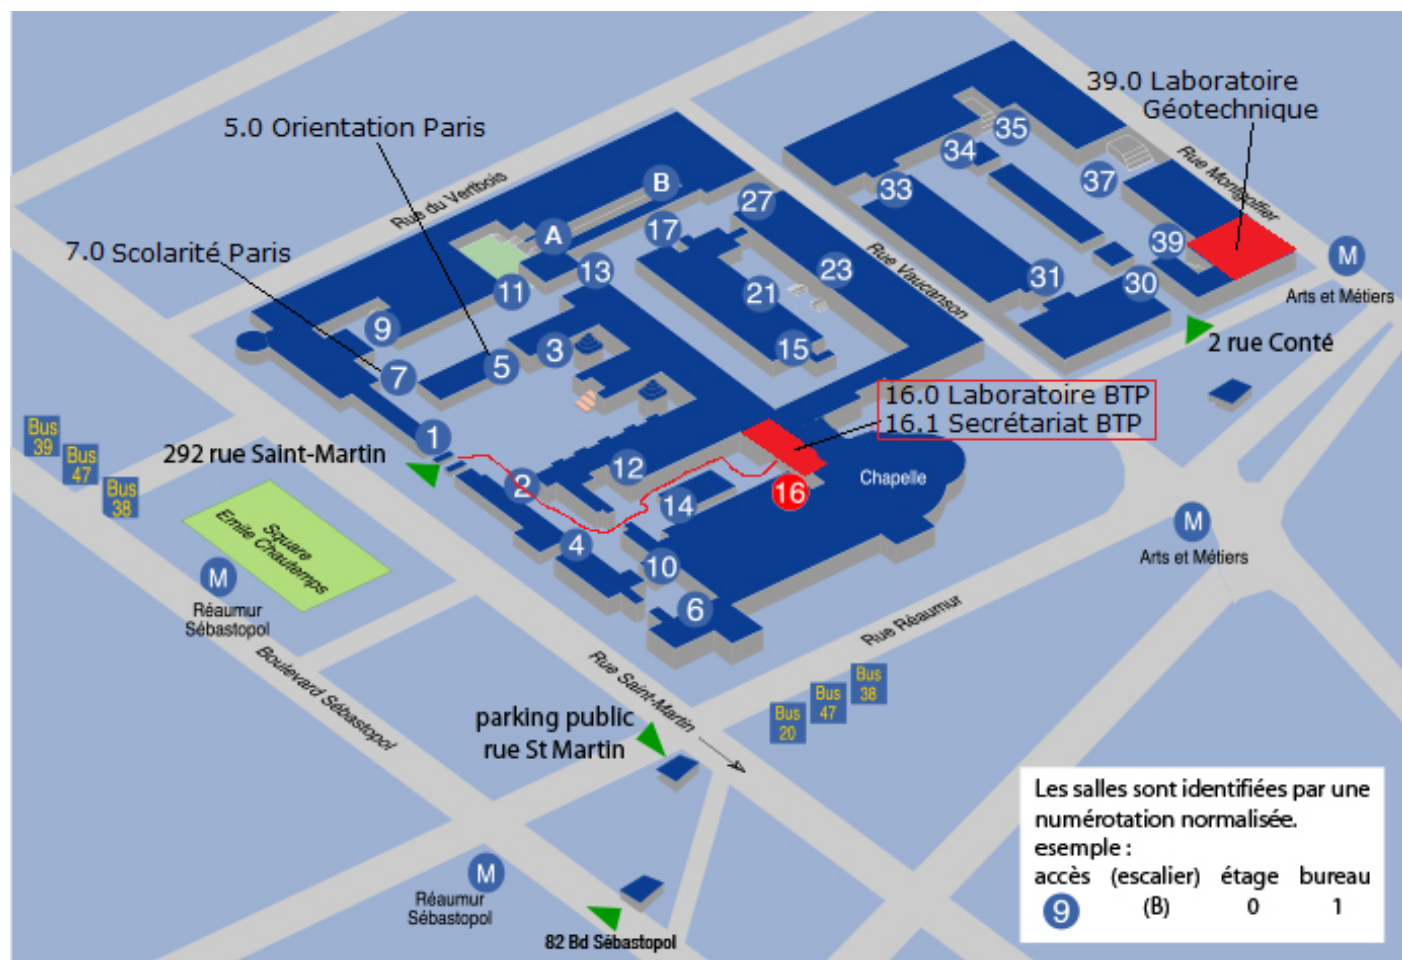 39.0 Laboratoire
Géotechnique
5.0 Orientation Paris
7.0 Scolarité Paris
Rue du Vertbois
Rue Montgolfier
Rue Vaucanson
B
A
27
17
13
11
9
7
5
3
1
21
23
15
35
34
33
37
39
31
30
M
Arts et Métiers
2 rue Conté
16.0 Laboratoire BTP
16.1 Secrétariat BTP
Bus
39
Bus
47
Bus
38
292 rue Saint-Martin
2
12
14
16
4
10
6
Chapelle
Square
Emile Chautemps
M
Réaumur
Sébastopol
M
Arts et Métiers
Rue Réaumur
Boulevard Sébastopol
Rue Saint-Martin
Bus
20
Bus
47
Bus
38
parking public
rue St Martin
M
Réaumur
Sébastopol
82 Bd Sébastopol
Les salles sont identifiées par une
numérotation normalisée.
esemple :
accès (escalier) étage bureau
9 (B) 0 1